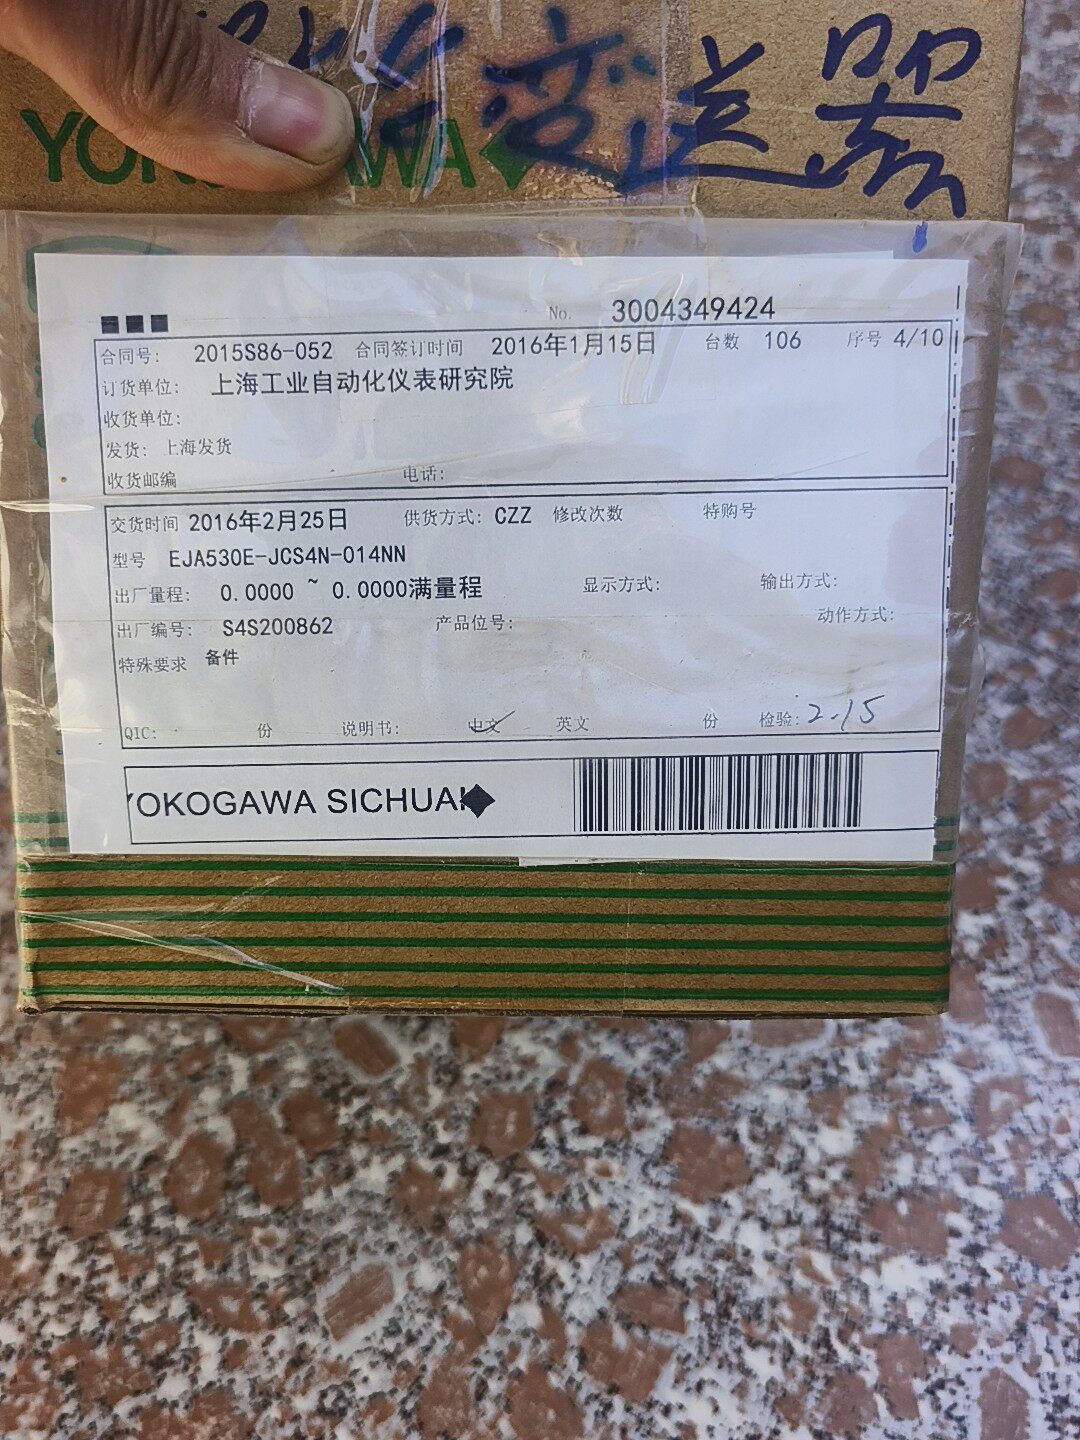 变送器
No. 3004349424
合同号: 2015S86-052 合同签订时间 2016年1月15日 台数 106 序号 4/10
订货单位: 上海工业自动化仪表研究院
收货单位:
发货: 上海发货
收货邮编 电话:
交货时间 2016年2月25日 供货方式: CZZ 修改次数 特购号
型号 EJA530E-JCS4N-014NN
出厂量程: 0.0000 ~ 0.0000满量程 显示方式: 输出方式:
出厂编号: S4S200862 产品位号: 动作方式:
特殊要求 备件
QIC: 份 说明书: 中文 英文 份 检验: 2.15
YOKOGAWA SICHUAN